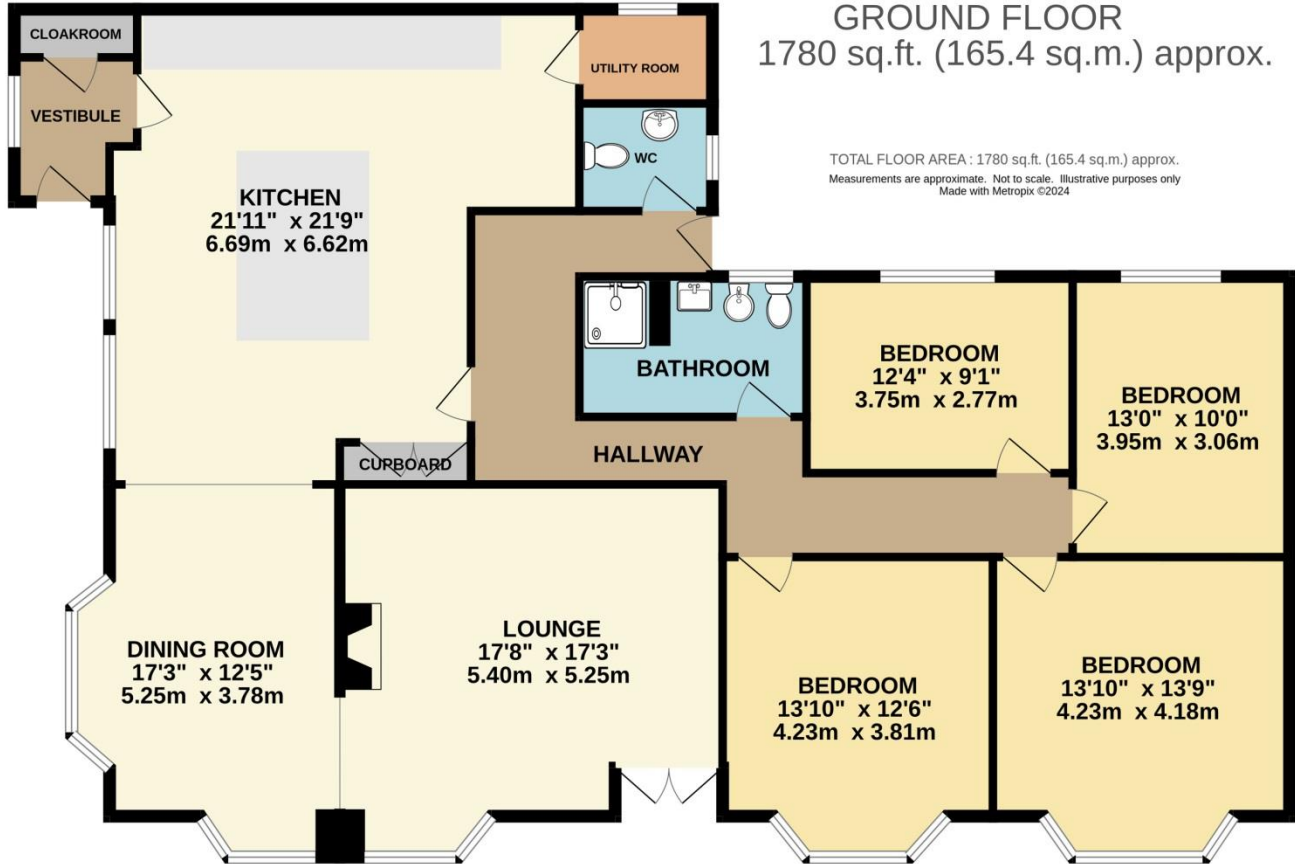 GROUND FLOOR
1780 sq.ft. (165.4 sq.m.) approx.
TOTAL FLOOR AREA : 1780 sq.ft. (165.4 sq.m.) approx.
Measurements are approximate. Not to scale. Illustrative purposes only
Made with Metropix ©2024
CLOAKROOM
VESTIBULE
UTILITY ROOM
WC
KITCHEN
21'11" x 21'9"
6.69m x 6.62m
BATHROOM
BEDROOM
12'4" x 9'1"
3.75m x 2.77m
BEDROOM
13'0" x 10'0"
3.95m x 3.06m
CUPBOARD
HALLWAY
DINING ROOM
17'3" x 12'5"
5.25m x 3.78m
LOUNGE
17'8" x 17'3"
5.40m x 5.25m
BEDROOM
13'10" x 12'6"
4.23m x 3.81m
BEDROOM
13'10" x 13'9"
4.23m x 4.18m